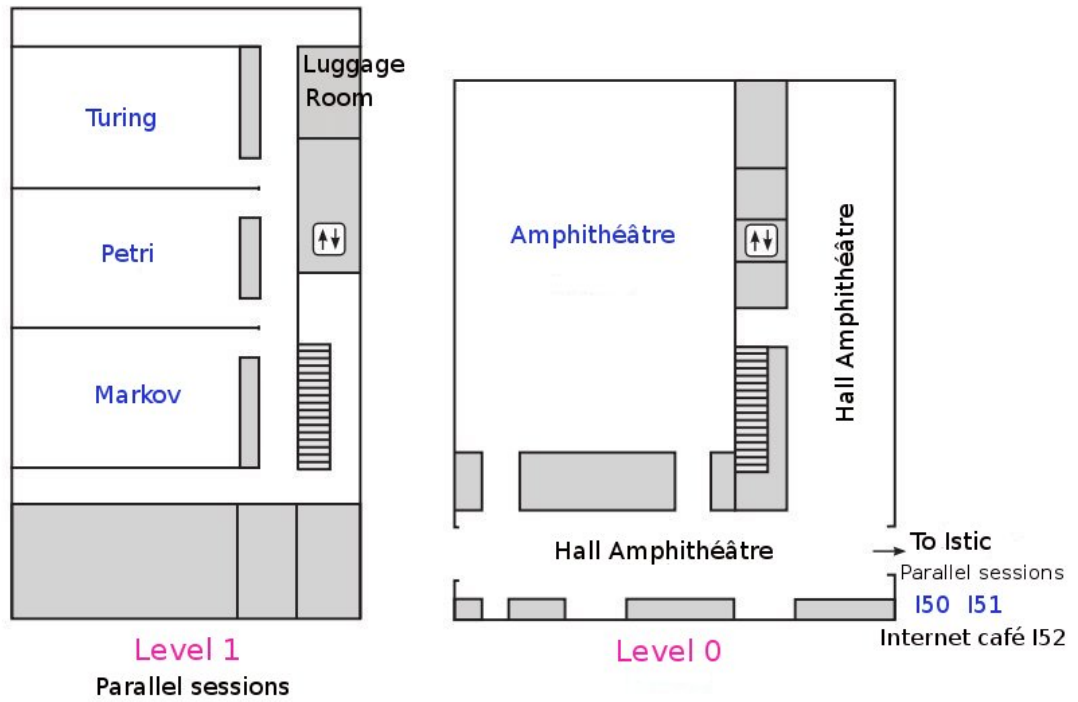 Luggage
Room
Turing
Petri
Markov
Level 1
Parallel sessions
Amphithéâtre
Hall Amphithéâtre
Hall Amphithéâtre
To Istic
Parallel sessions
I50 I51
Internet café I52
Level 0